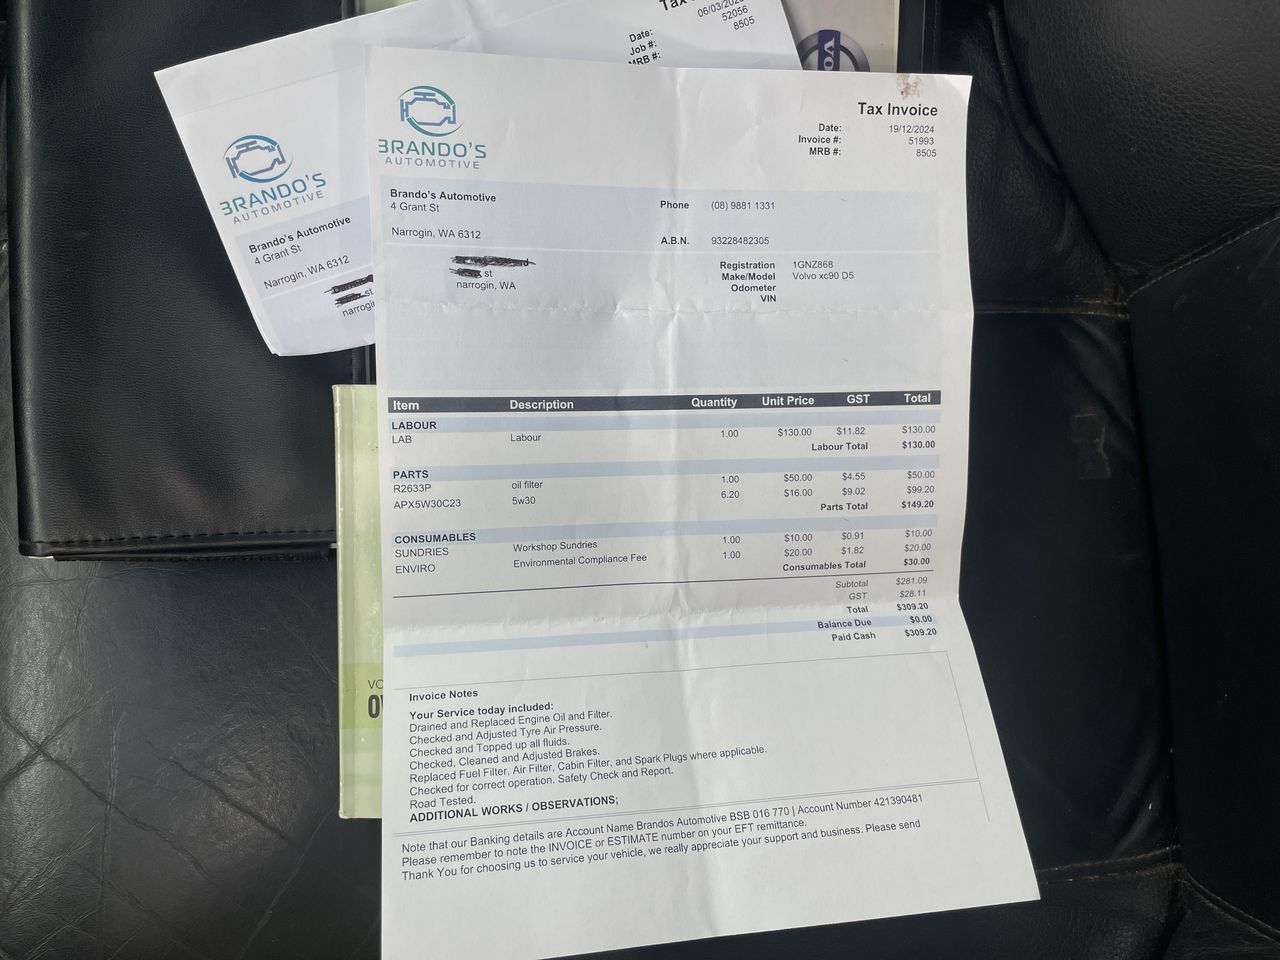 Tax
Date: 06/03/202
Job #: 52056
MRB #: 8505
VO
BRANDO'S
AUTOMOTIVE
Brando's Automotive
4 Grant St
Narrogin, WA 6312
st
narrogin
BRANDO'S
AUTOMOTIVE
Tax Invoice
Date: 19/12/2024
Invoice #: 51993
MRB #: 8505
Brando's Automotive
4 Grant St
Phone (08) 9881 1331
Narrogin, WA 6312
A.B.N. 93228482305
st
narrogin, WA
Registration 1GNZ868
Make/Model Volvo xc90 D5
Odometer
VIN
Item Description Quantity Unit Price GST Total
LABOUR
LAB Labour 1.00 $130.00 $11.82 $130.00
Labour Total $130.00
PARTS
R2633P oil filter 1.00 $50.00 $4.55 $50.00
APX5W30C23 5w30 6.20 $16.00 $9.02 $99.20
Parts Total $149.20
CONSUMABLES
SUNDRIES Workshop Sundries 1.00 $10.00 $0.91 $10.00
ENVIRO Environmental Compliance Fee 1.00 $20.00 $1.82 $20.00
Consumables Total $30.00
Subtotal $281.09
GST $28.11
Total $309.20
Balance Due $0.00
Paid Cash $309.20
Invoice Notes
Your Service today included:
Drained and Replaced Engine Oil and Filter.
Checked and Adjusted Tyre Air Pressure.
Checked and Topped up all fluids.
Checked, Cleaned and Adjusted Brakes.
Replaced Fuel Filter, Air Filter, Cabin Filter, and Spark Plugs where applicable.
Checked for correct operation. Safety Check and Report.
Road Tested.
ADDITIONAL WORKS / OBSERVATIONS;
Note that our Banking details are Account Name Brandos Automotive BSB 016 770 | Account Number 421390481
Please remember to note the INVOICE or ESTIMATE number on your EFT remittance.
Thank You for choosing us to service your vehicle, we really appreciate your support and business. Please send
VO